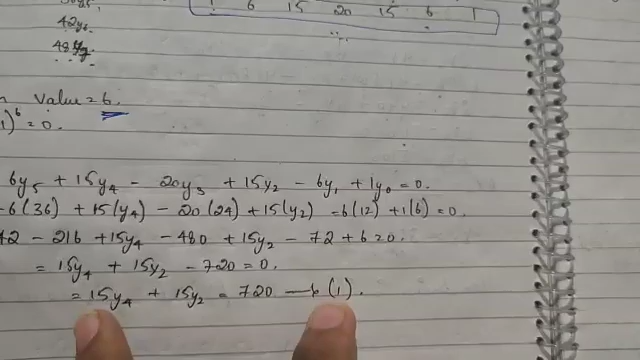 1 6 15 20 15 6 1
42y₆
n value = 6.
1)⁶ = 0.
6y₅ + 15y₄ - 20y₃ + 15y₂ - 6y₁ + 1y₀ = 0.
-6(36) + 15(y₄) - 20(24) + 15(y₂) - 6(12) + 1(6) = 0.
42 - 216 + 15y₄ - 480 + 15y₂ - 72 + 6 = 0.
= 15y₄ + 15y₂ - 720 = 0.
= 15y₄ + 15y₂ = 720 → (1).